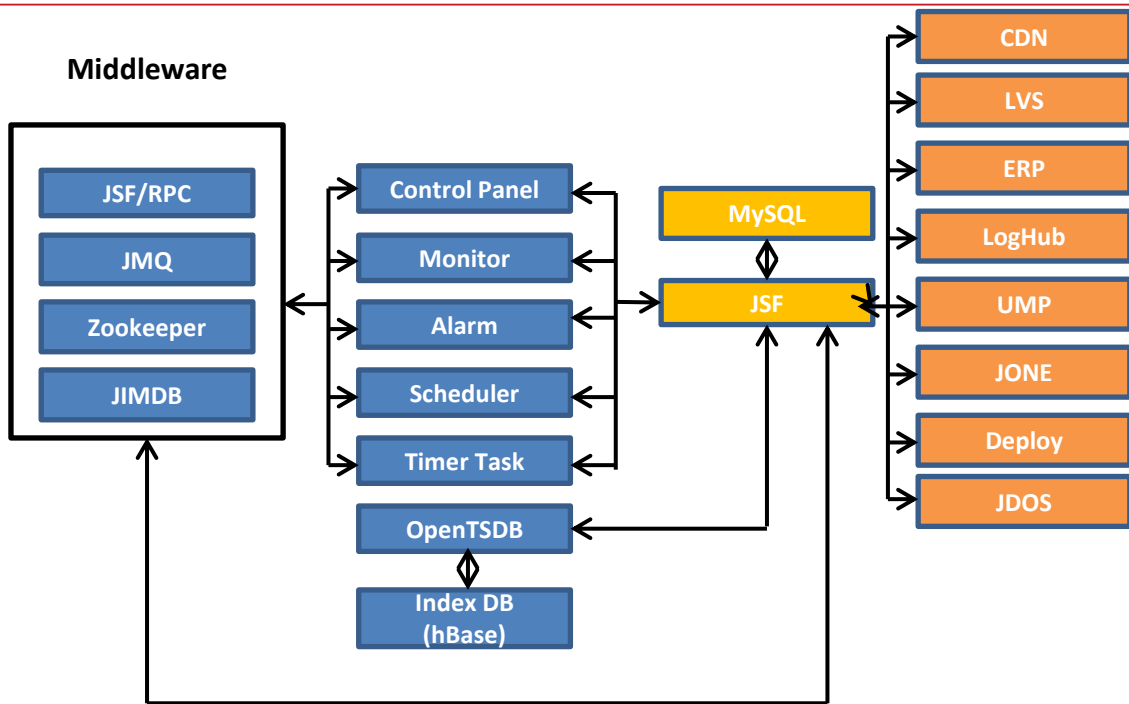 Middleware
JSF/RPC
JMQ
Zookeeper
JIMDB
Control Panel
Monitor
Alarm
Scheduler
Timer Task
OpenTSDB
Index DB
(hBase)
MySQL
JSF
CDN
LVS
ERP
LogHub
UMP
JONE
Deploy
JDOS